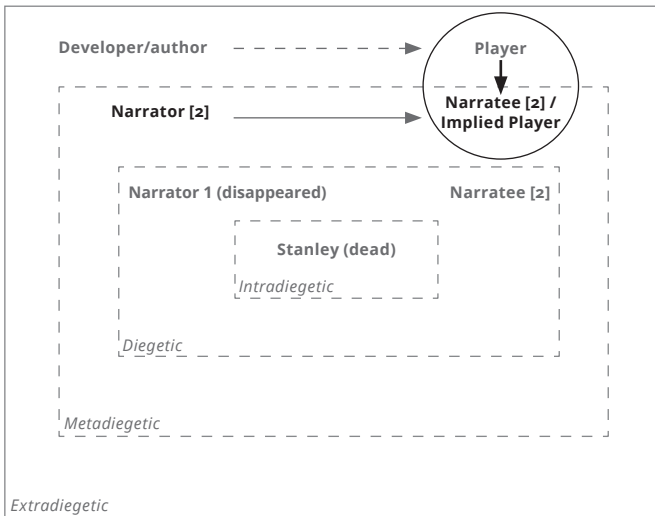 Developer/author
Player
Narrator [2]
Narratee [2] /
Implied Player
Narrator 1 (disappeared)
Narratee [2]
Stanley (dead)
Intradiegetic
Diegetic
Metadiegetic
Extradiegetic